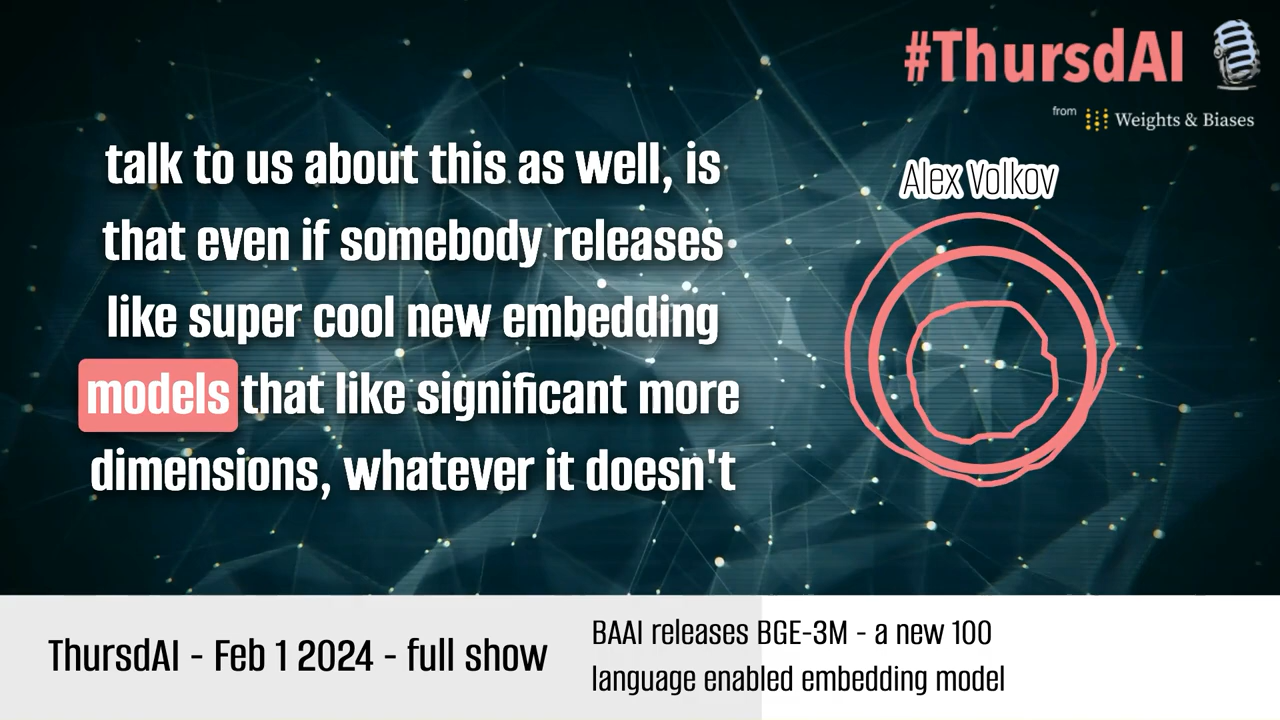 #ThursdAI
from Weights & Biases
talk to us about this as well, is
that even if somebody releases
like super cool new embedding
models that like significant more
dimensions, whatever it doesn't
Alex Volkov
ThursdAI - Feb 1 2024 - full show
BAAI releases BGE-3M - a new 100
language enabled embedding model